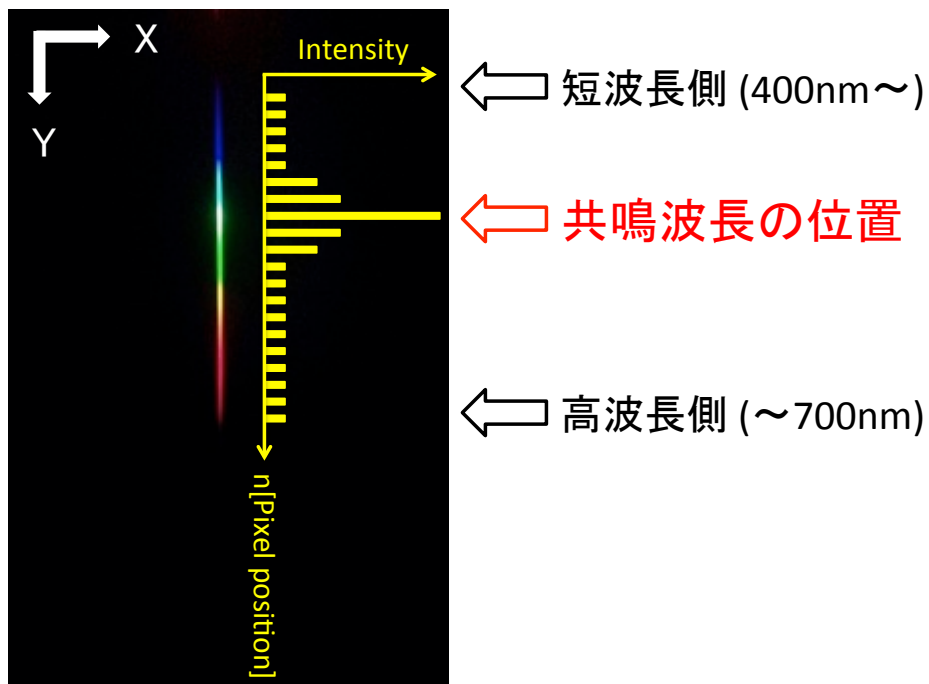 X
Y
Intensity
n[Pixel position]
短波長側 (400nm～)
共鳴波長の位置
高波長側 (～700nm)